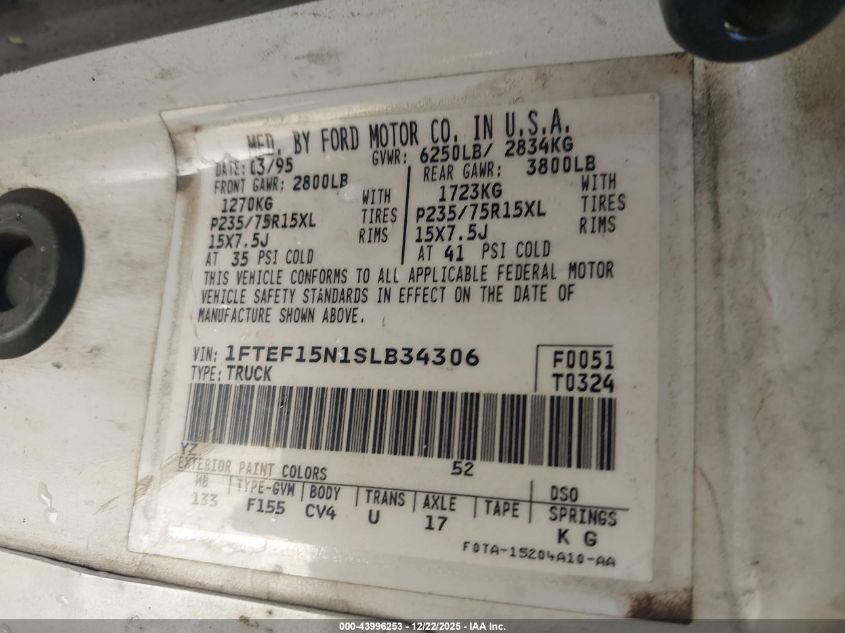 MFD. BY FORD MOTOR CO. IN U.S.A.
DATE: 03/95 GVWR: 6250LB/ 2834KG
FRONT GAWR: 2800LB REAR GAWR: 3800LB
1270KG WITH 1723KG WITH
P235/75R15XL TIRES P235/75R15XL TIRES
15X7.5J RIMS 15X7.5J RIMS
AT 35 PSI COLD AT 41 PSI COLD
THIS VEHICLE CONFORMS TO ALL APPLICABLE FEDERAL MOTOR
VEHICLE SAFETY STANDARDS IN EFFECT ON THE DATE OF
MANUFACTURE SHOWN ABOVE.
VIN: 1FTEF15N1SLB34306 F0051
TYPE: TRUCK T0324
YZ 52
EXTERIOR PAINT COLORS DSO
WB TYPE-GVM BODY TRANS AXLE TAPE SPRINGS
133 F155 CV4 U 17 K G
F0TA-15204A10-AA
000-43996253 - 12/22/2025 - IAA Inc.